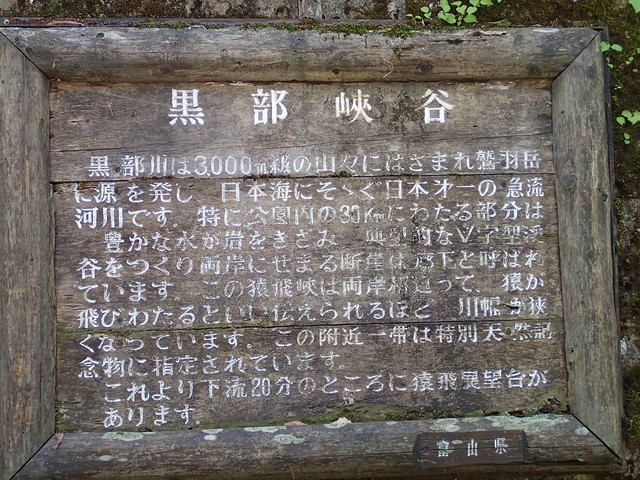 黒部峡谷
黒部川は3,000m級の山々にはさまれ鷲羽岳
に源を発し 日本海にそゝぐ日本才一の急流
河川です。特に公園内の30Kmにわたる部分は
豊かな水が岩をきざみ 典型的なV字型渓
谷をつくり両岸にせまる断崖は廊下と呼ばれ
ています。この猿飛峡は両岸相迫って、猿が
飛びわたるといい伝えられるほど 川幅が狭
くなっています。この附近一帯は特別天然記
念物に指定されています。
これより下流20分のところに猿飛展望台が
あります。
富山県